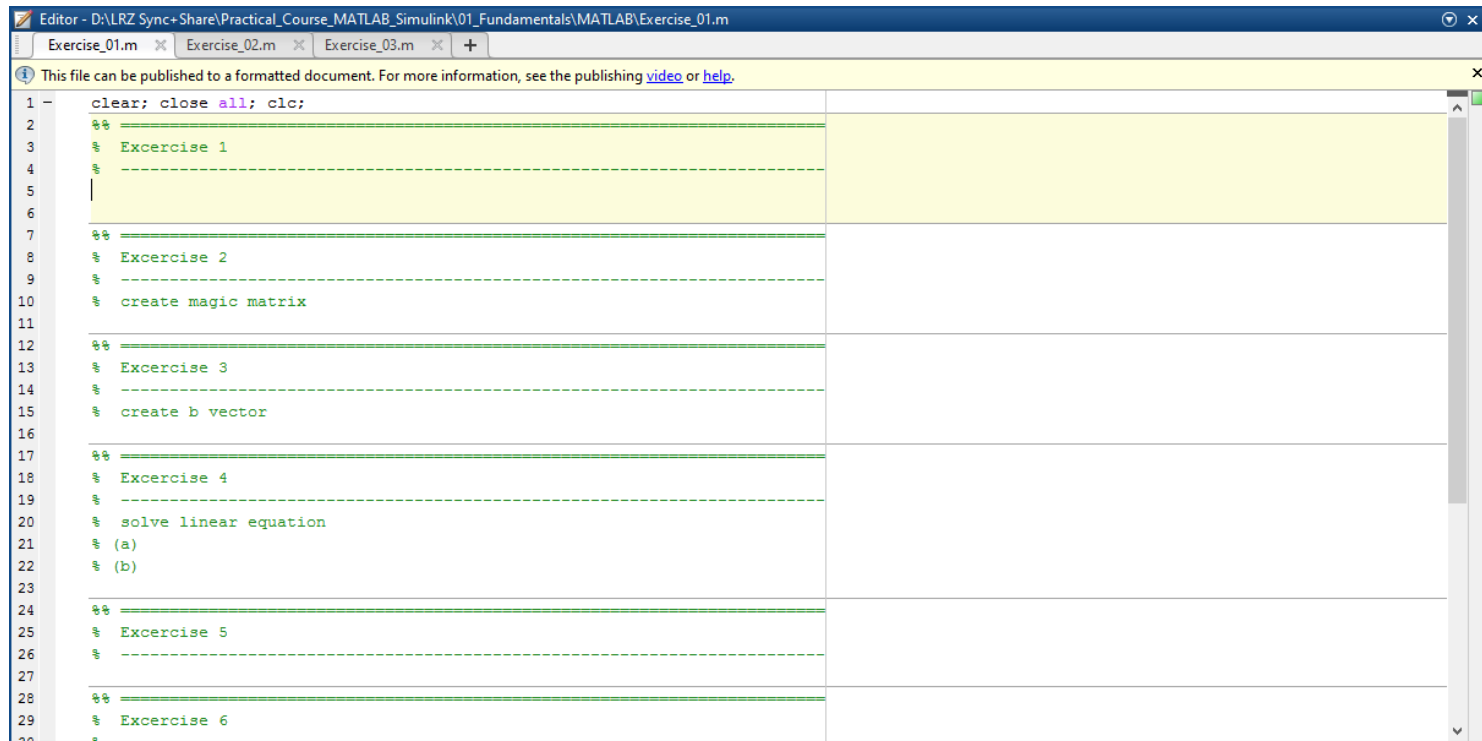 Editor - D:\LRZ Sync+Share\Practical_Course_MATLAB_Simulink\01_Fundamentals\MATLAB\Exercise_01.m
Exercise_01.m Exercise_02.m Exercise_03.m +
This file can be published to a formatted document. For more information, see the publishing video or help.
1 - clear; close all; clc;
2 %% ========================================================================
3 % Excercise 1
4 % ------------------------------------------------------------------------
5
6
7 %% ========================================================================
8 % Excercise 2
9 % ------------------------------------------------------------------------
10 % create magic matrix
11
12 %% ========================================================================
13 % Excercise 3
14 % ------------------------------------------------------------------------
15 % create b vector
16
17 %% ========================================================================
18 % Excercise 4
19 % ------------------------------------------------------------------------
20 % solve linear equation
21 % (a)
22 % (b)
23
24 %% ========================================================================
25 % Excercise 5
26 % ------------------------------------------------------------------------
27
28 %% ========================================================================
29 % Excercise 6